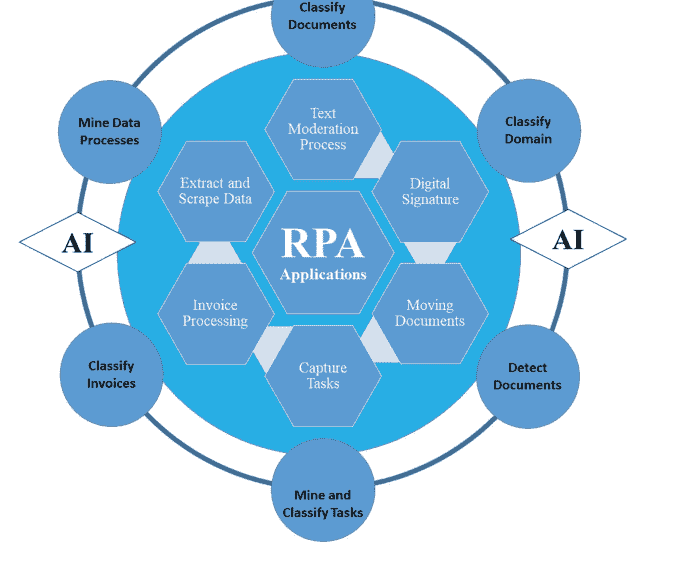 Classify
Documents
Mine Data
Processes
Classify
Domain
Text
Moderation
Process
Extract and
Scrape Data
Digital
Signature
AI
RPA
Applications
AI
Invoice
Processing
Moving
Documents
Classify
Invoices
Capture
Tasks
Detect
Documents
Mine and
Classify Tasks